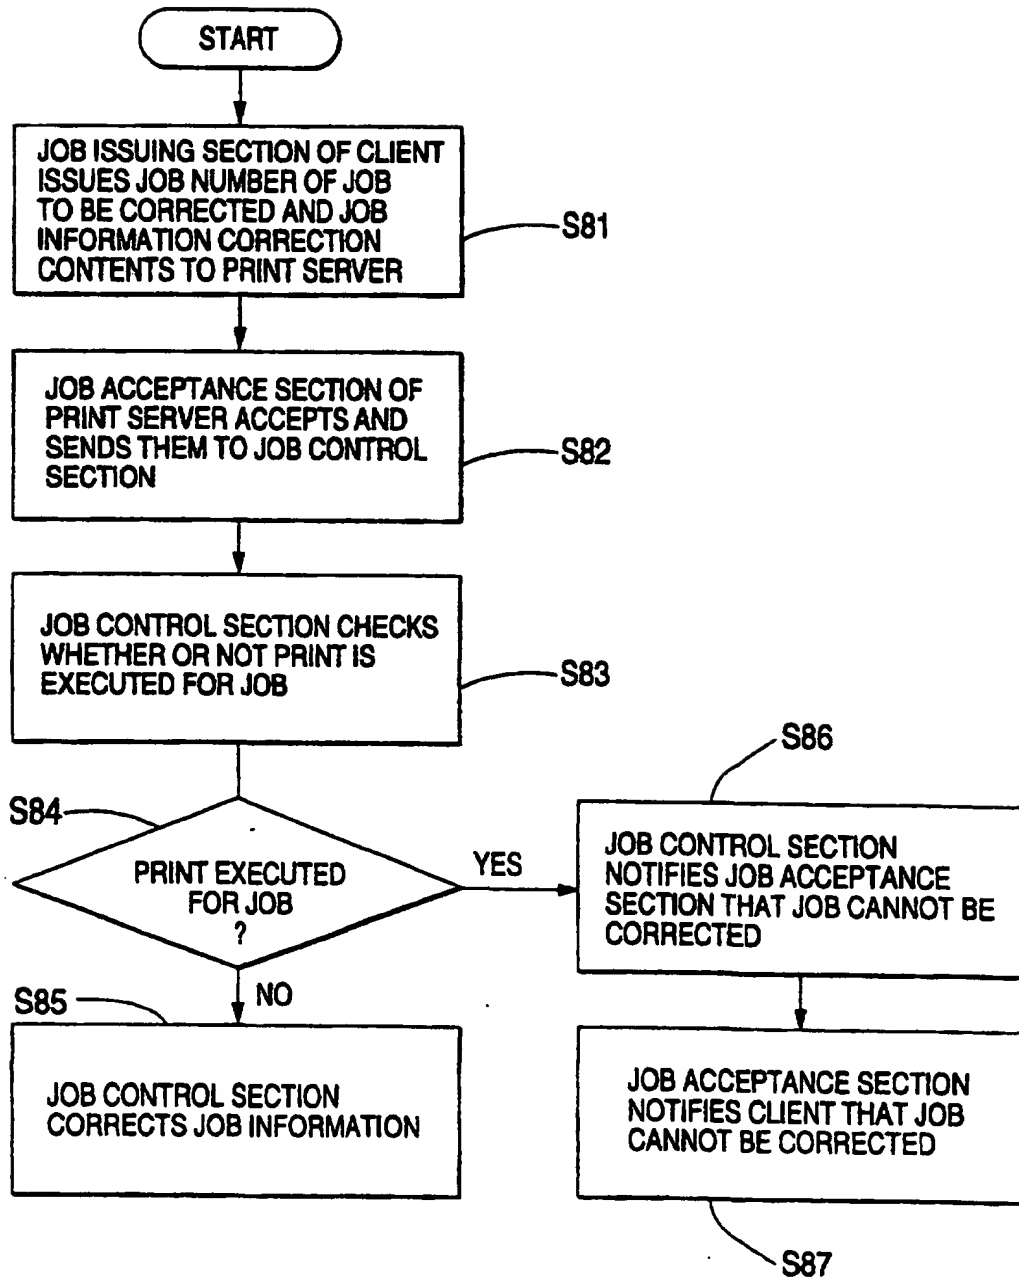 START
JOB ISSUING SECTION OF CLIENT
ISSUES JOB NUMBER OF JOB
TO BE CORRECTED AND JOB
INFORMATION CORRECTION
CONTENTS TO PRINT SERVER
S81
JOB ACCEPTANCE SECTION OF
PRINT SERVER ACCEPTS AND
SENDS THEM TO JOB CONTROL
SECTION
S82
JOB CONTROL SECTION CHECKS
WHETHER OR NOT PRINT IS
EXECUTED FOR JOB
S83
S84
PRINT EXECUTED
FOR JOB
?
YES
NO
S86
JOB CONTROL SECTION
NOTIFIES JOB ACCEPTANCE
SECTION THAT JOB CANNOT BE
CORRECTED
S85
JOB CONTROL SECTION
CORRECTS JOB INFORMATION
JOB ACCEPTANCE SECTION
NOTIFIES CLIENT THAT JOB
CANNOT BE CORRECTED
S87